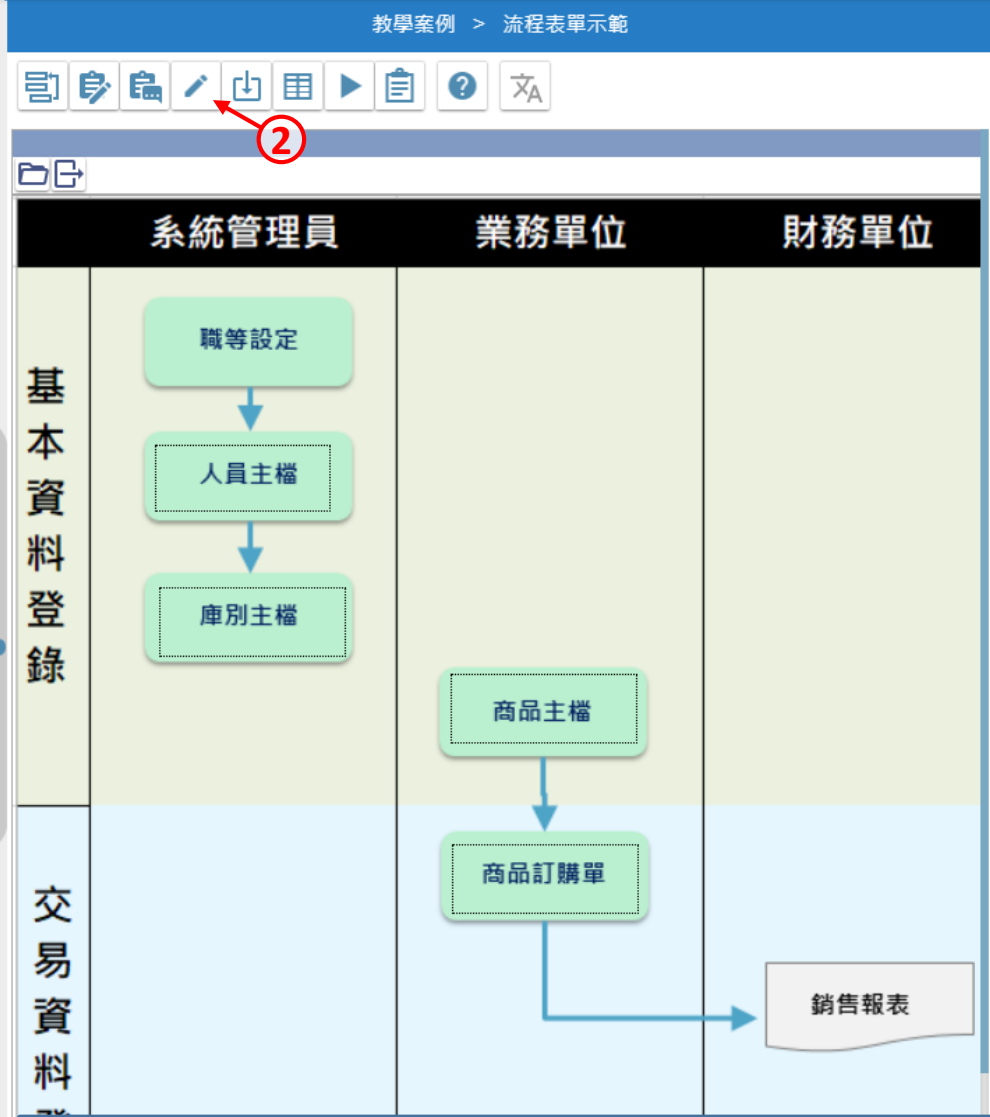 教學案例 > 流程表單示範
2
系統管理員 業務單位 財務單位
基本資料登錄
職等設定
人員主檔
庫別主檔
商品主檔
交易資料
商品訂購單
銷售報表